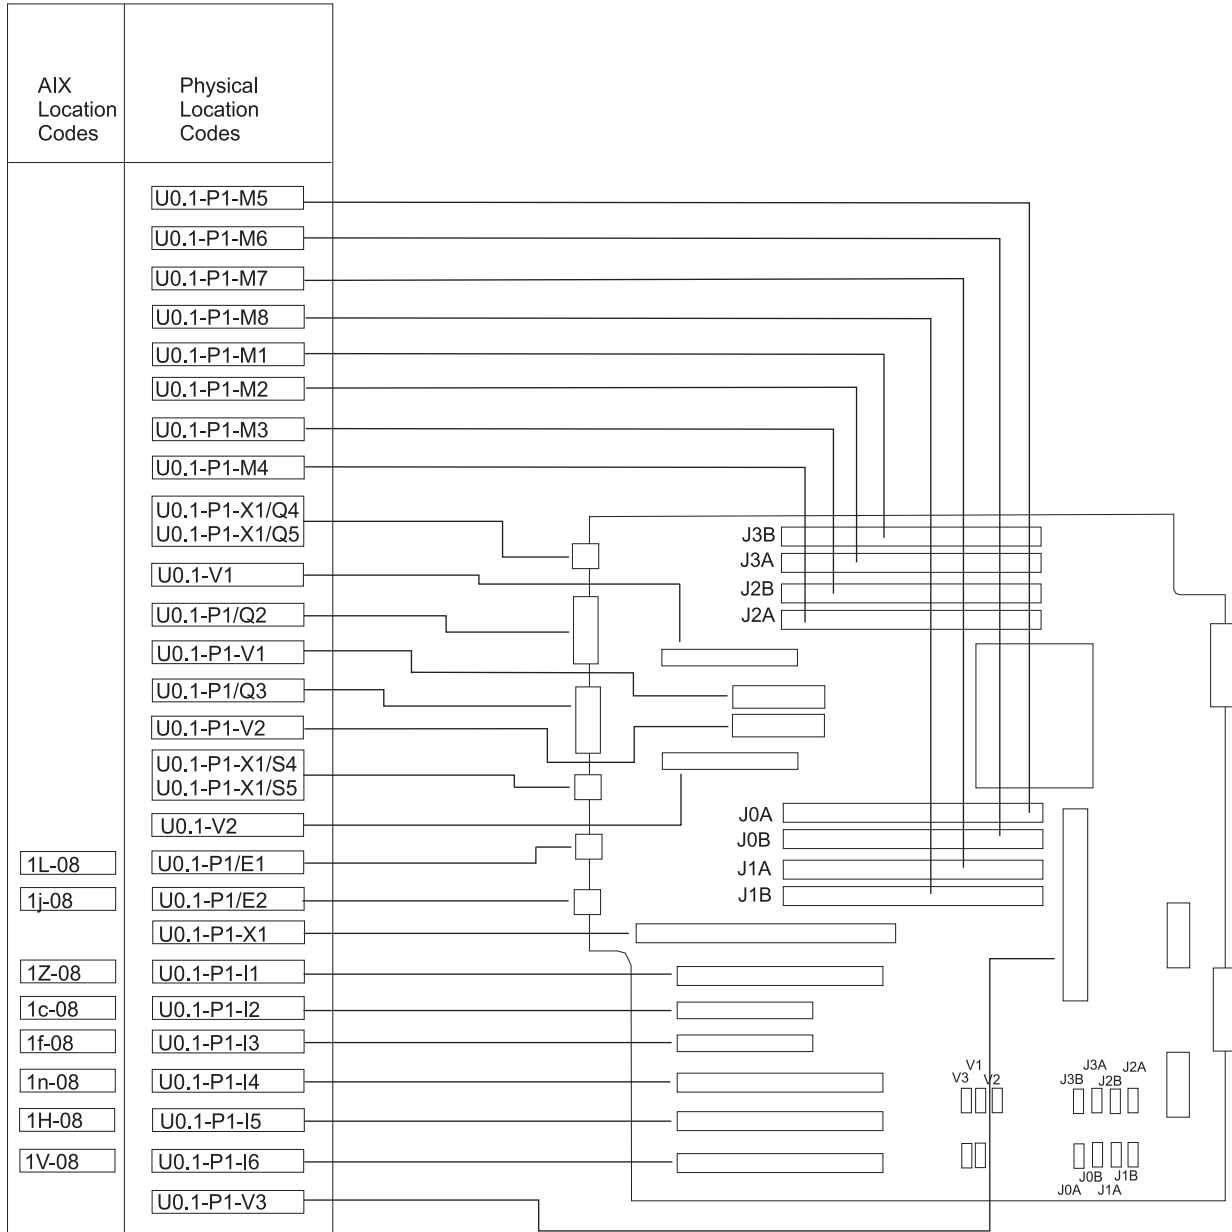 AIX
Location
Codes
Physical
Location
Codes
U0.1-P1-M5
U0.1-P1-M6
U0.1-P1-M7
U0.1-P1-M8
U0.1-P1-M1
U0.1-P1-M2
U0.1-P1-M3
U0.1-P1-M4
U0.1-P1-X1/Q4
U0.1-P1-X1/Q5
J3B
J3A
U0.1-V1
J2B
U0.1-P1/Q2
J2A
U0.1-P1-V1
U0.1-P1/Q3
U0.1-P1-V2
U0.1-P1-X1/S4
U0.1-P1-X1/S5
J0A
U0.1-V2
J0B
1L-08 U0.1-P1/E1
J1A
1j-08 U0.1-P1/E2
J1B
U0.1-P1-X1
1Z-08 U0.1-P1-I1
1c-08 U0.1-P1-I2
1f-08 U0.1-P1-I3
V1
J3A J2A
1n-08 U0.1-P1-I4
V3 V2 J3B J2B
1H-08 U0.1-P1-I5
1V-08 U0.1-P1-I6
J0B J1B
J0A J1A
U0.1-P1-V3